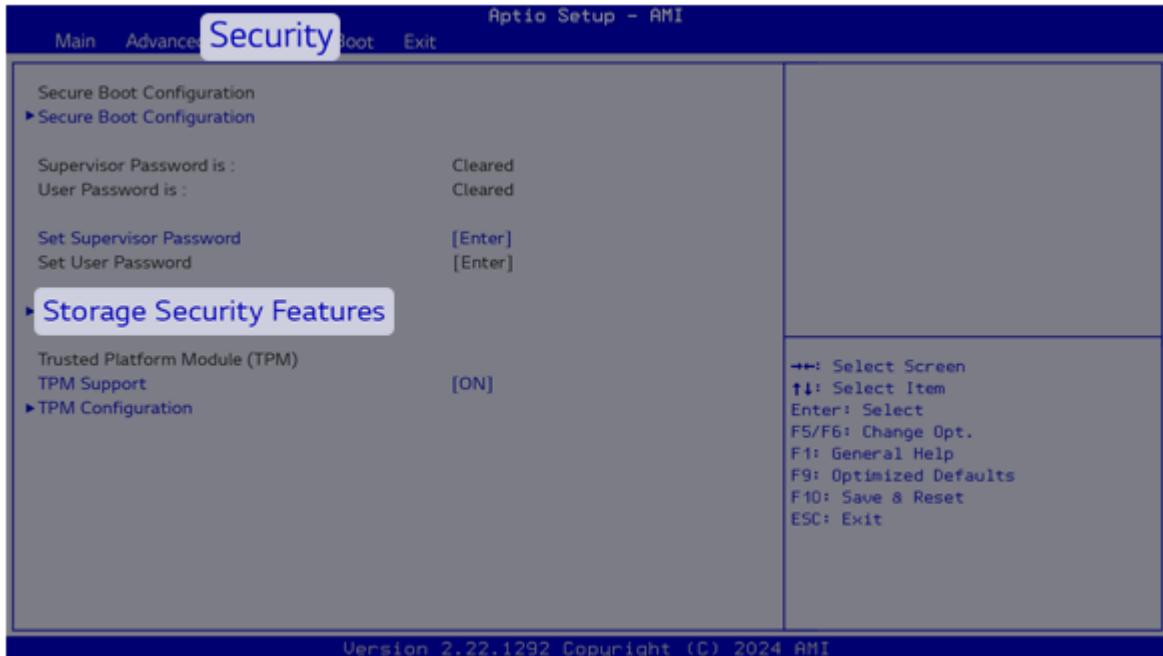 Aptio Setup - AMI
Main Advanced Security Boot Exit
Secure Boot Configuration
►Secure Boot Configuration
Supervisor Password is : Cleared
User Password is : Cleared
Set Supervisor Password [Enter]
Set User Password [Enter]
►Storage Security Features
Trusted Platform Module (TPM)
TPM Support [ON]
►TPM Configuration
→←: Select Screen
↑↓: Select Item
Enter: Select
F5/F6: Change Opt.
F1: General Help
F9: Optimized Defaults
F10: Save & Reset
ESC: Exit
Version 2.22.1292 Copyright (C) 2024 AMI